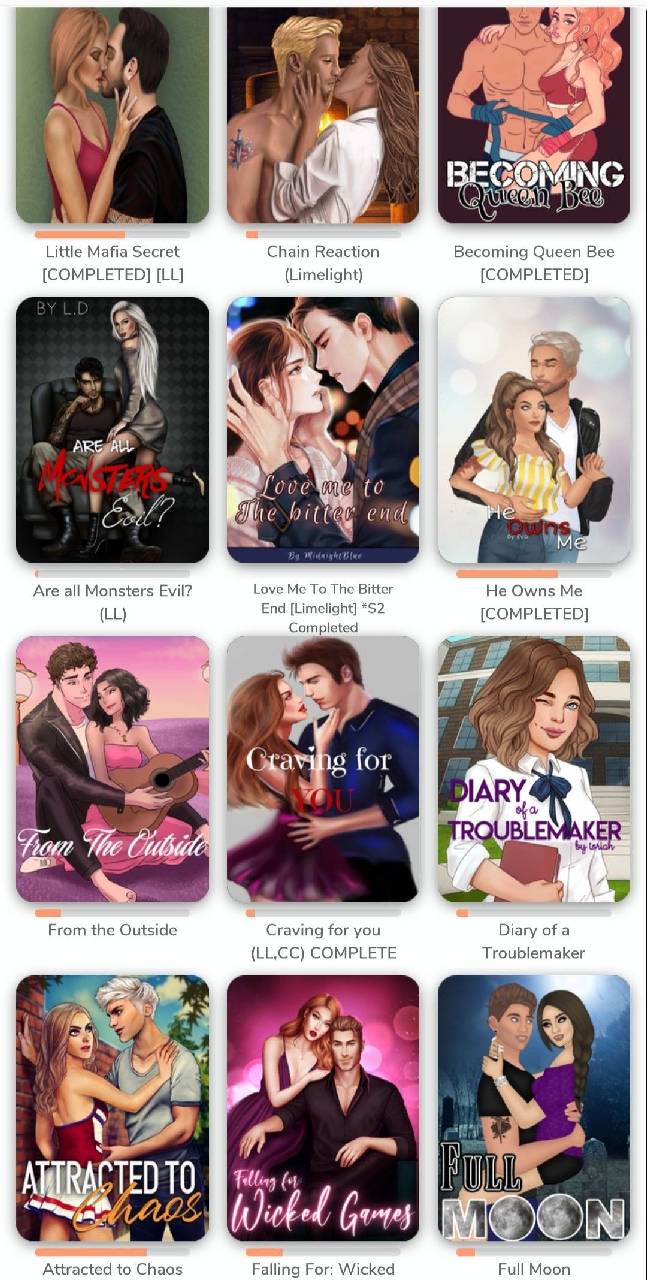 BECOMING
Queen Bee
Little Mafia Secret
[COMPLETED] [LL]
Chain Reaction
(Limelight)
Becoming Queen Bee
[COMPLETED]
BY L.D
ARE ALL
MONSTERS
Evil?
Love me to
The bitter end
By MidnightBlue
He
Owns
Me
Are all Monsters Evil?
(LL)
Love Me To The Bitter
End [Limelight] *S2
Completed
He Owns Me
[COMPLETED]
From The Outside
Craving for
YOU
DIARY
of a
TROUBLEMAKER
by toriah
From the Outside
Craving for you
(LL,CC) COMPLETE
Diary of a
Troublemaker
ATTRACTED TO
Chaos
Falling for
Wicked Games
FULL
MOON
Attracted to Chaos
Falling For: Wicked
Full Moon